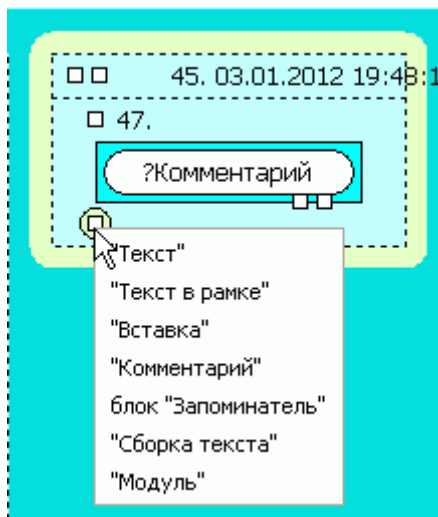 45. 03.01.2012 19:48:1
47.
?Комментарий
"Текст"
"Текст в рамке"
"Вставка"
"Комментарий"
блок "Запоминатель"
"Сборка текста"
"Модуль"